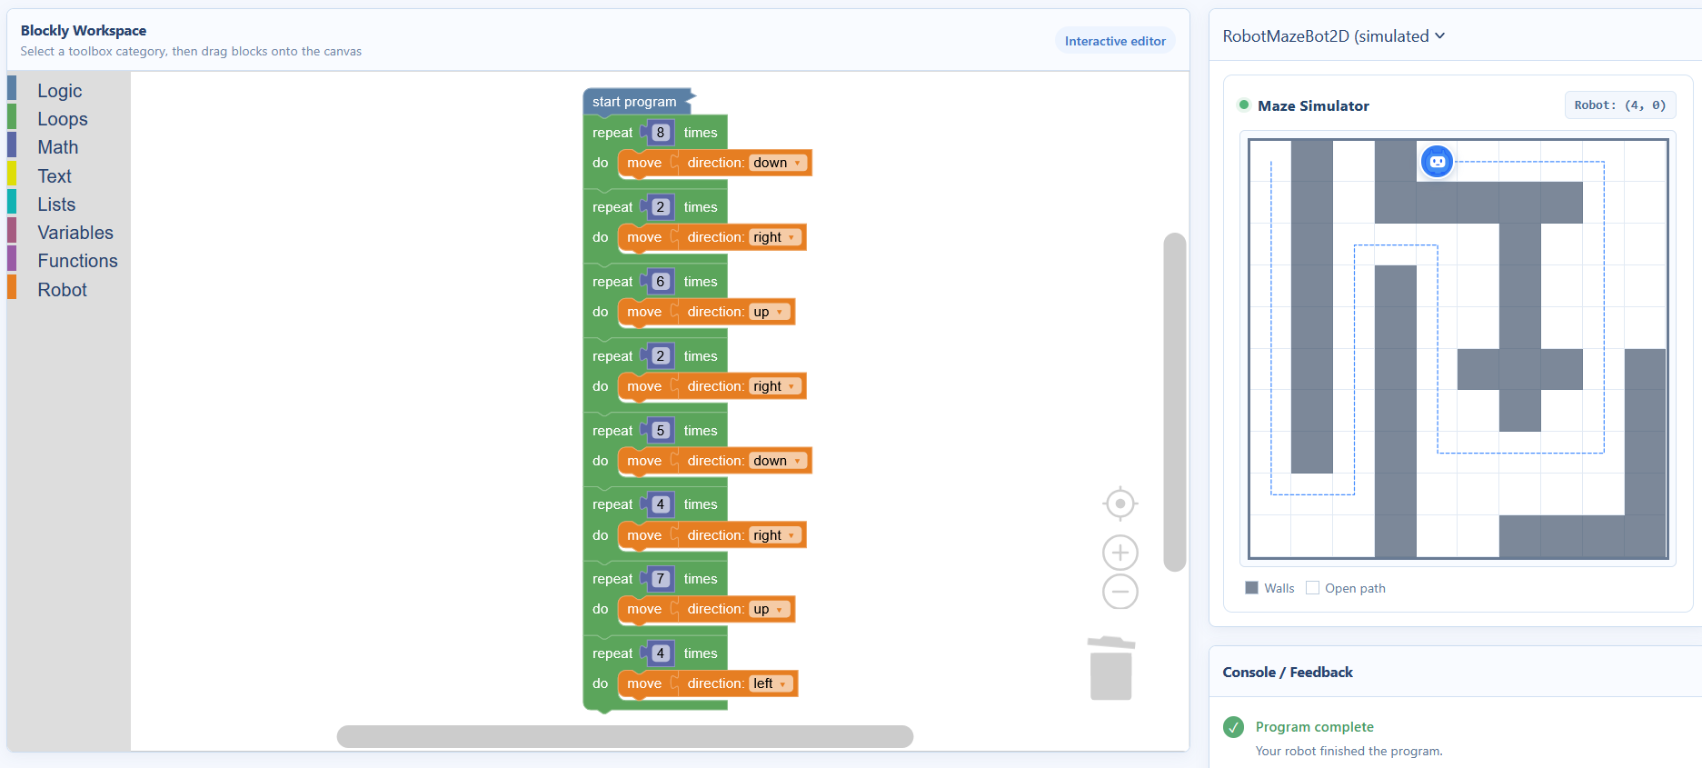 Blockly Workspace
Select a toolbox category, then drag blocks onto the canvas
Interactive editor
Logic
Loops
Math
Text
Lists
Variables
Functions
Robot
start program
repeat 8 times
do move direction: down
repeat 2 times
do move direction: right
repeat 6 times
do move direction: up
repeat 2 times
do move direction: right
repeat 5 times
do move direction: down
repeat 4 times
do move direction: right
repeat 7 times
do move direction: up
repeat 4 times
do move direction: left
RobotMazeBot2D (simulated
Maze Simulator
Robot: (4, 0)
Walls Open path
Console / Feedback
Program complete
Your robot finished the program.